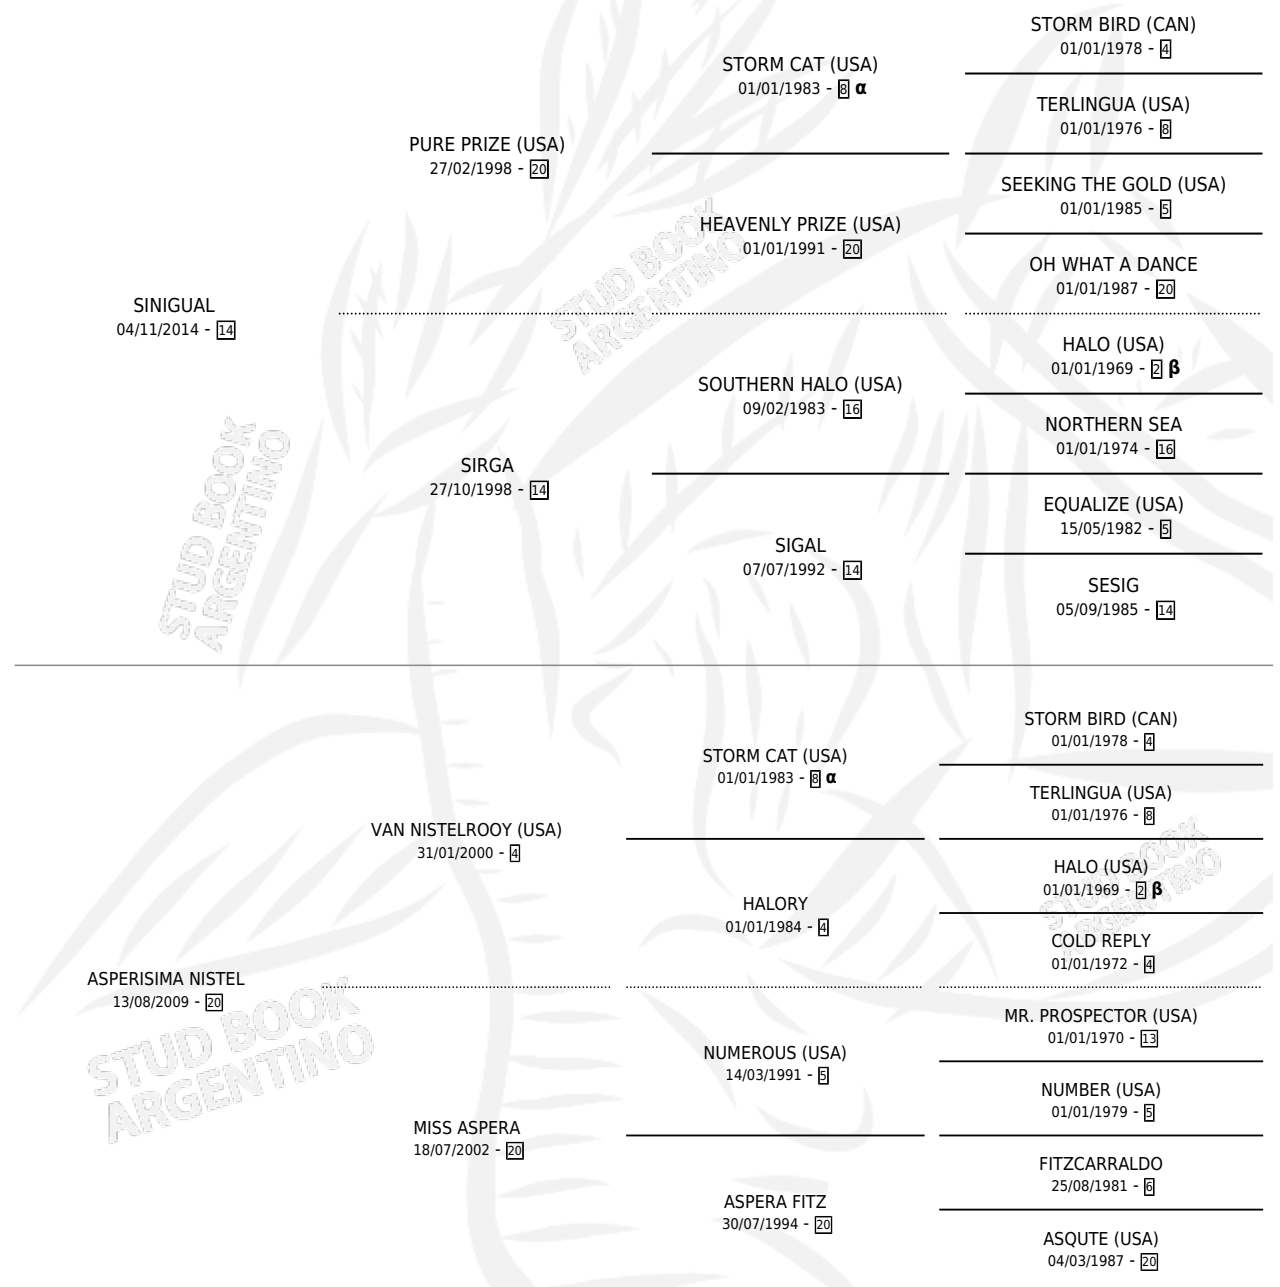 STORM BIRD (CAN)
01/01/1978 - 4
STORM CAT (USA)
01/01/1983 - 8 α
TERLINGUA (USA)
01/01/1976 - 8
PURE PRIZE (USA)
27/02/1998 - 20
SEEKING THE GOLD (USA)
01/01/1985 - 5
HEAVENLY PRIZE (USA)
01/01/1991 - 20
OH WHAT A DANCE
01/01/1987 - 20
SINIGUAL
04/11/2014 - 14
HALO (USA)
01/01/1969 - 2 β
SOUTHERN HALO (USA)
09/02/1983 - 16
NORTHERN SEA
01/01/1974 - 16
SIRGA
27/10/1998 - 14
EQUALIZE (USA)
15/05/1982 - 5
SIGAL
07/07/1992 - 14
SESIG
05/09/1985 - 14
STUD BOOK
ARGENTINO
STUD BOOK
ARGENTINO
STORM BIRD (CAN)
01/01/1978 - 4
STORM CAT (USA)
01/01/1983 - 8 α
TERLINGUA (USA)
01/01/1976 - 8
VAN NISTELROOY (USA)
31/01/2000 - 4
HALO (USA)
01/01/1969 - 2 β
HALORY
01/01/1984 - 4
COLD REPLY
01/01/1972 - 4
ASPERISIMA NISTEL
13/08/2009 - 20
MR. PROSPECTOR (USA)
01/01/1970 - 13
NUMEROUS (USA)
14/03/1991 - 5
NUMBER (USA)
01/01/1979 - 5
MISS ASPERA
18/07/2002 - 20
FITZCARRALDO
25/08/1981 - 6
ASPERA FITZ
30/07/1994 - 20
ASQUTE (USA)
04/03/1987 - 20
STUD BOOK
ARGENTINO
STUD BOOK
ARGENTINO